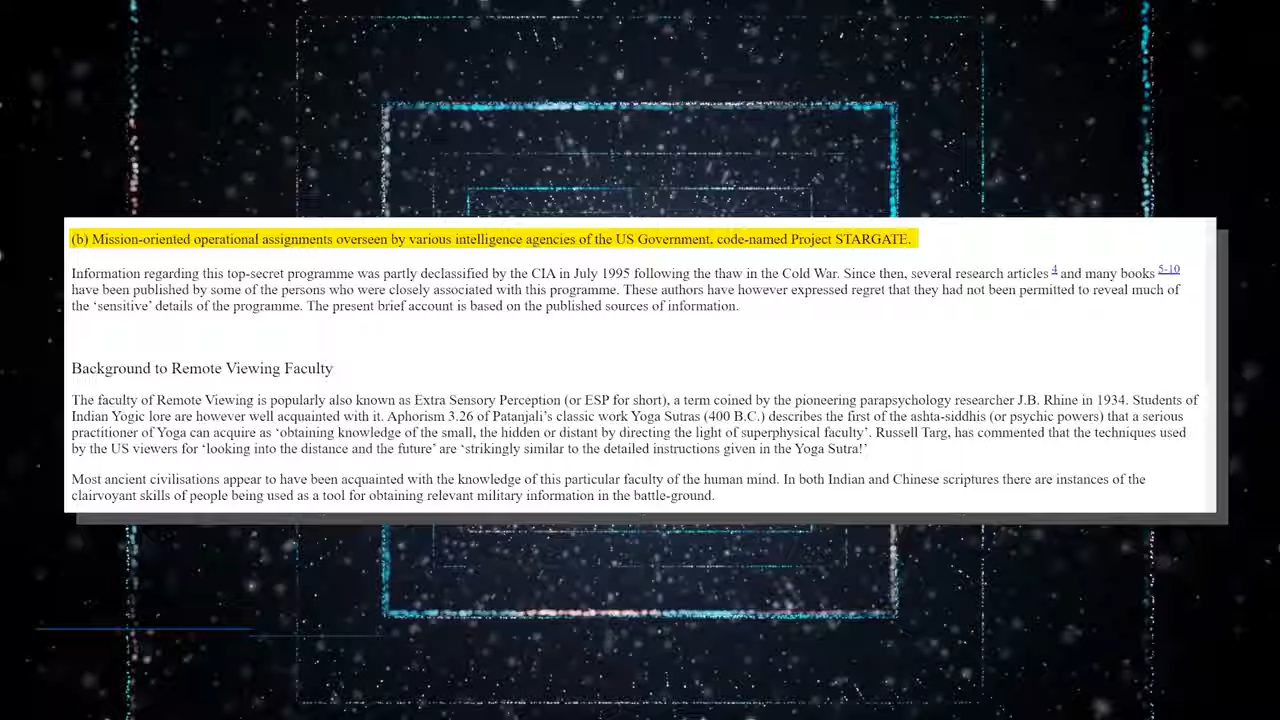 (b) Mission-oriented operational assignments overseen by various intelligence agencies of the US Government. code-named Project STARGATE.
Information regarding this top-secret programme was partly declassified by the CIA in July 1995 following the thaw in the Cold War. Since then, several research articles 4 and many books 5-10
have been published by some of the persons who were closely associated with this programme. These authors have however expressed regret that they had not been permitted to reveal much of
the ‘sensitive’ details of the programme. The present brief account is based on the published sources of information.
Background to Remote Viewing Faculty
The faculty of Remote Viewing is popularly also known as Extra Sensory Perception (or ESP for short), a term coined by the pioneering parapsychology researcher J.B. Rhine in 1934. Students of
Indian Yogic lore are however well acquainted with it. Aphorism 3.26 of Patanjali’s classic work Yoga Sutras (400 B.C.) describes the first of the ashta-siddhis (or psychic powers) that a serious
practitioner of Yoga can acquire as ‘obtaining knowledge of the small, the hidden or distant by directing the light of superphysical faculty’. Russell Targ, has commented that the techniques used
by the US viewers for ‘looking into the distance and the future’ are ‘strikingly similar to the detailed instructions given in the Yoga Sutra!’
Most ancient civilisations appear to have been acquainted with the knowledge of this particular faculty of the human mind. In both Indian and Chinese scriptures there are instances of the
clairvoyant skills of people being used as a tool for obtaining relevant military information in the battle-ground.